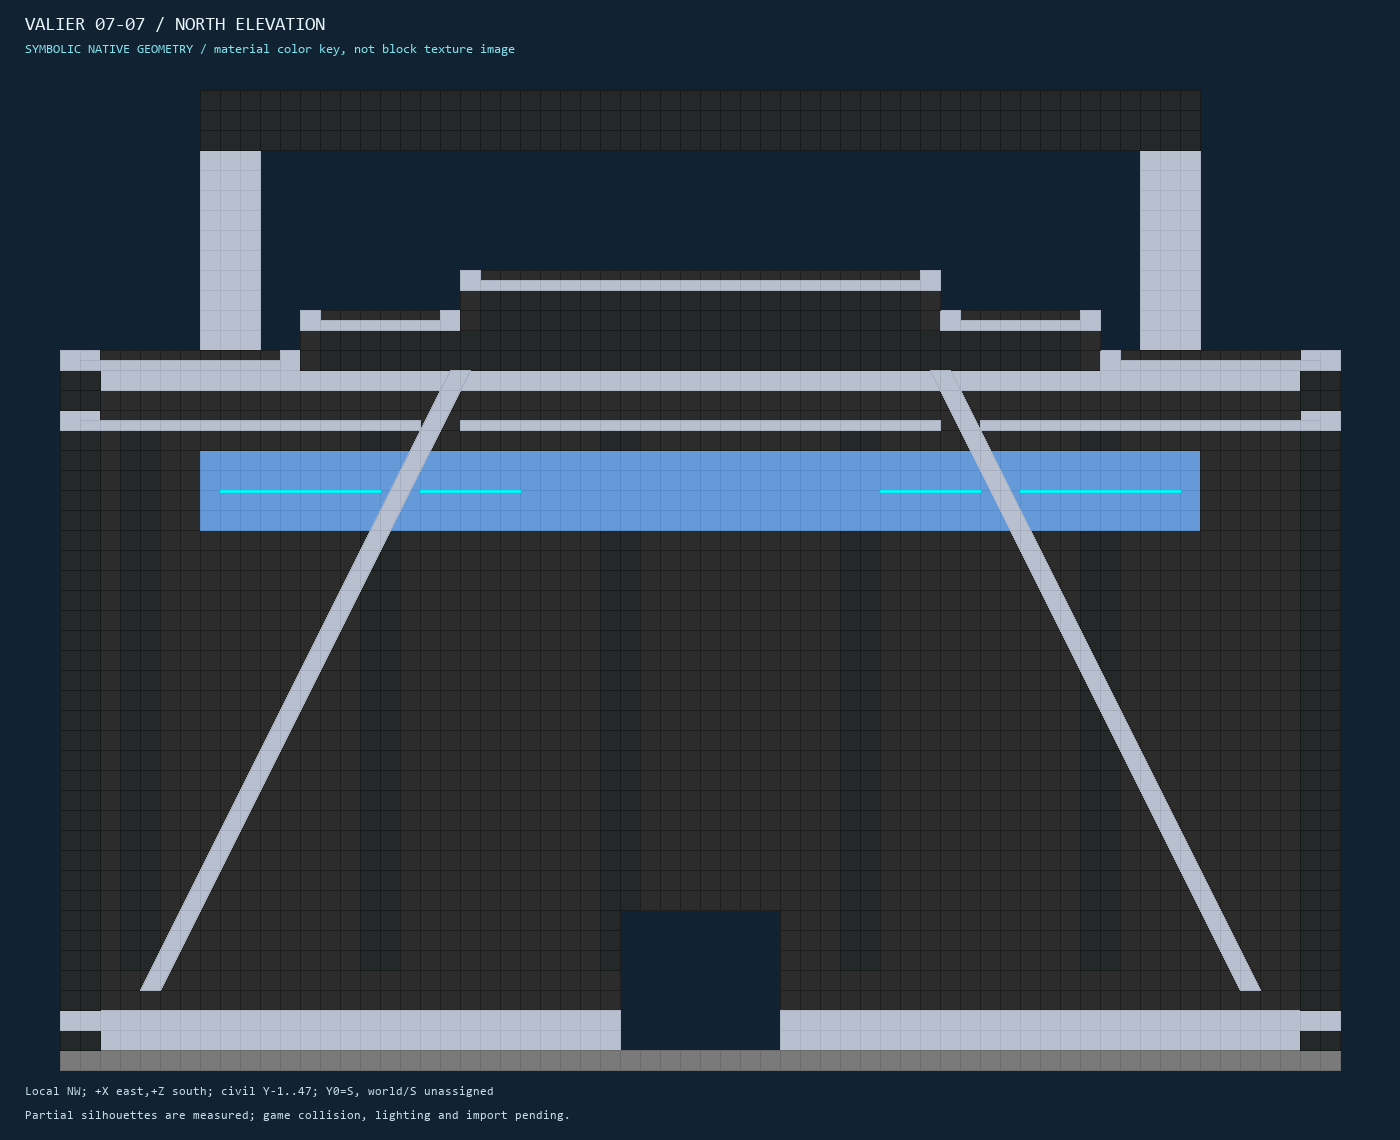 VALIER 07-07 / NORTH ELEVATION
SYMBOLIC NATIVE GEOMETRY / material color key, not block texture image
Local NW; +X east,+Z south; civil Y-1..47; Y0=S, world/S unassigned
Partial silhouettes are measured; game collision, lighting and import pending.